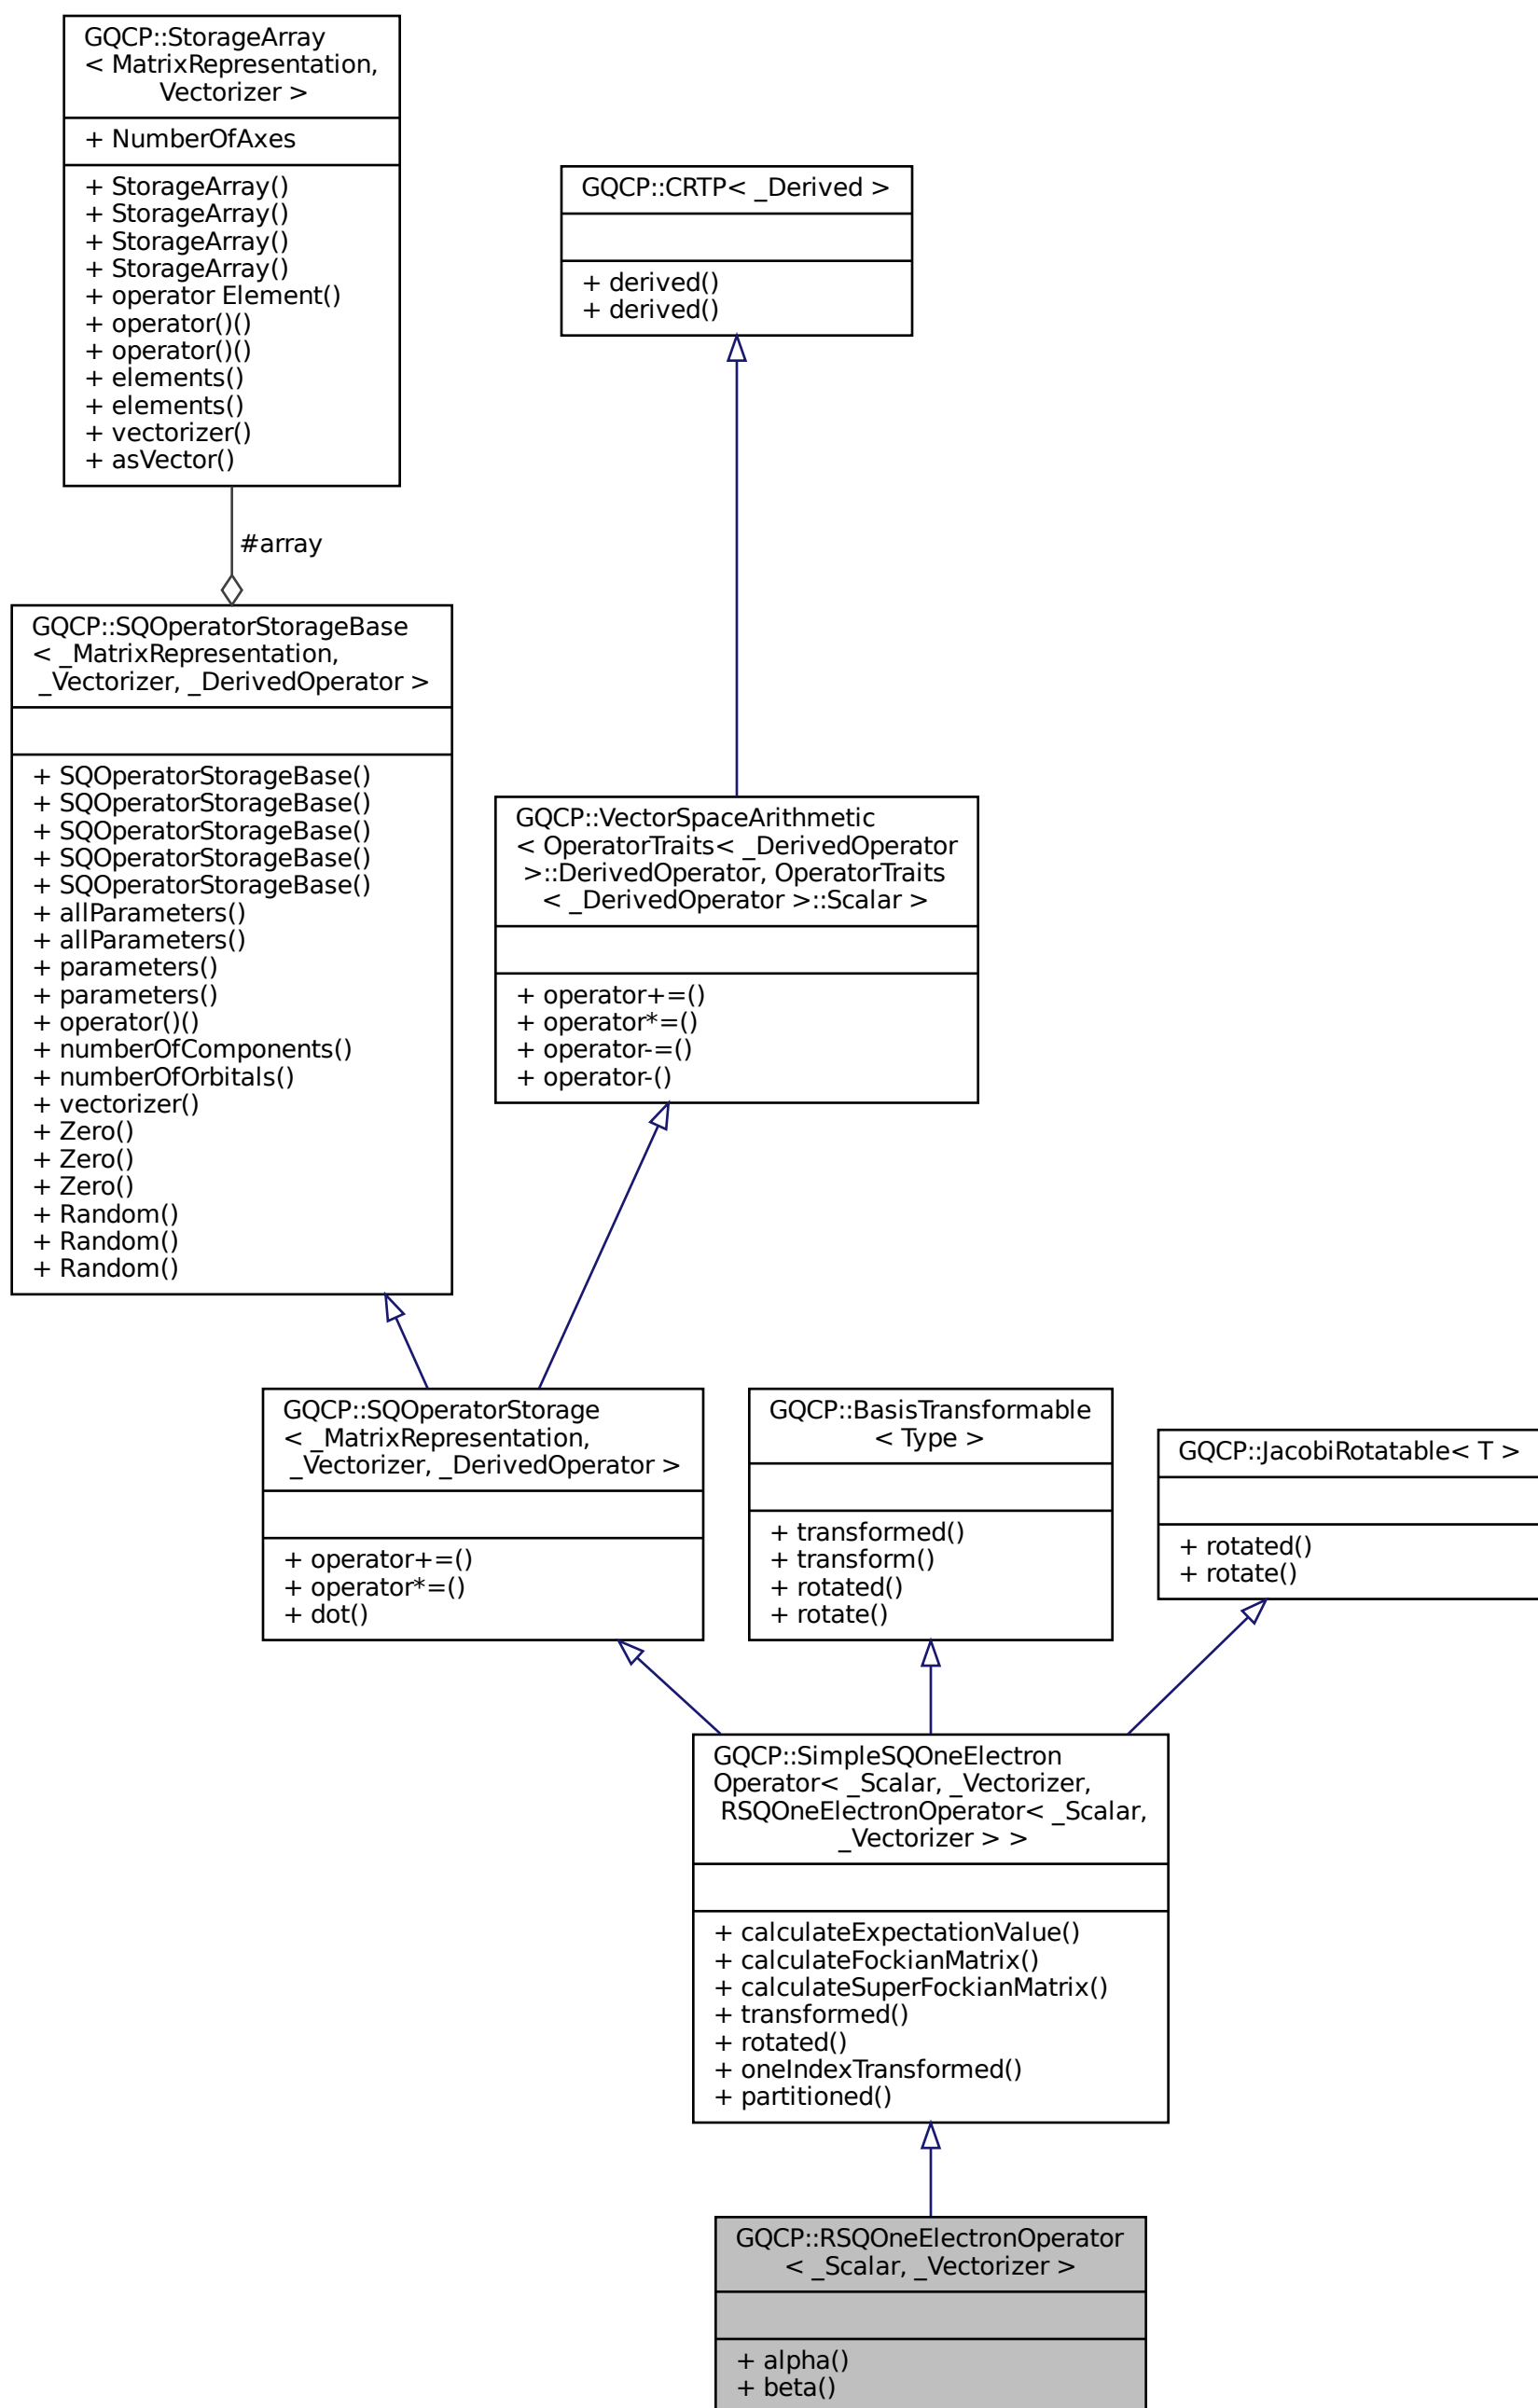 GQCP::StorageArray
< MatrixRepresentation,
Vectorizer >
+ NumberOfAxes
+ StorageArray()
+ StorageArray()
+ StorageArray()
+ StorageArray()
+ operator Element()
+ operator()()
+ operator()()
+ elements()
+ elements()
+ vectorizer()
+ asVector()
GQCP::CRTP< _Derived >
+ derived()
+ derived()
#array
GQCP::SQOperatorStorageBase
< _MatrixRepresentation,
_Vectorizer, _DerivedOperator >
+ SQOperatorStorageBase()
+ SQOperatorStorageBase()
+ SQOperatorStorageBase()
+ SQOperatorStorageBase()
+ SQOperatorStorageBase()
+ allParameters()
+ allParameters()
+ parameters()
+ parameters()
+ operator()()
+ numberOfComponents()
+ numberOfOrbitals()
+ vectorizer()
+ Zero()
+ Zero()
+ Zero()
+ Random()
+ Random()
+ Random()
GQCP::VectorSpaceArithmetic
< OperatorTraits< _DerivedOperator
>::DerivedOperator, OperatorTraits
< _DerivedOperator >::Scalar >
+ operator+=()
+ operator*=()
+ operator-=()
+ operator-()
GQCP::SQOperatorStorage
< _MatrixRepresentation,
_Vectorizer, _DerivedOperator >
+ operator+=()
+ operator*=()
+ dot()
GQCP::BasisTransformable
< Type >
+ transformed()
+ transform()
+ rotated()
+ rotate()
GQCP::JacobiRotatable< T >
+ rotated()
+ rotate()
GQCP::SimpleSQOneElectron
Operator< _Scalar, _Vectorizer,
RSQOneElectronOperator< _Scalar,
_Vectorizer > >
+ calculateExpectationValue()
+ calculateFockianMatrix()
+ calculateSuperFockianMatrix()
+ transformed()
+ rotated()
+ oneIndexTransformed()
+ partitioned()
GQCP::RSQOneElectronOperator
< _Scalar, _Vectorizer >
+ alpha()
+ beta()